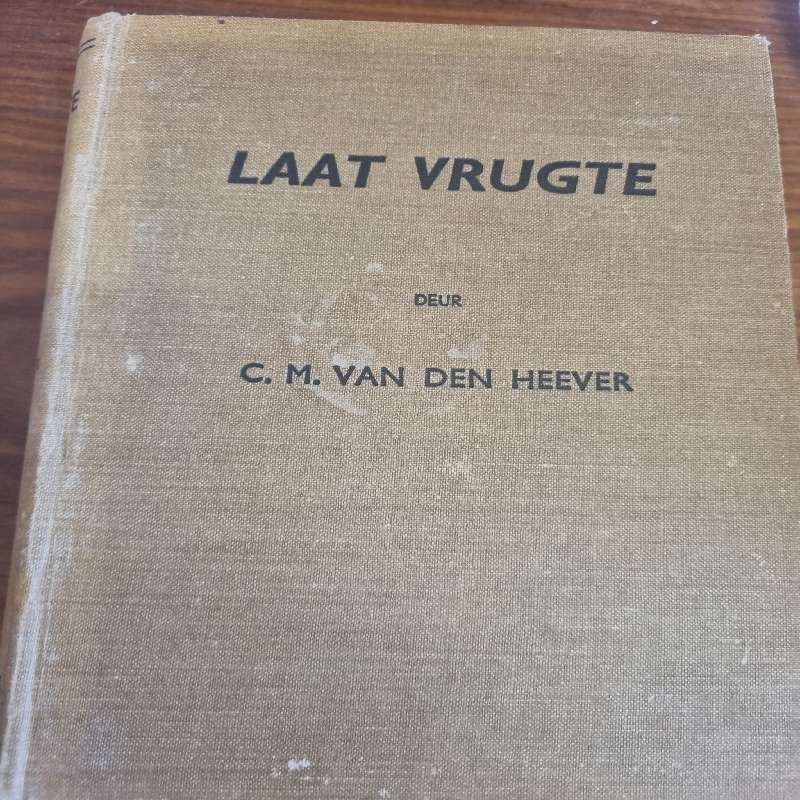 LAAT VRUGTE
DEUR
C. M. VAN DEN HEEVER